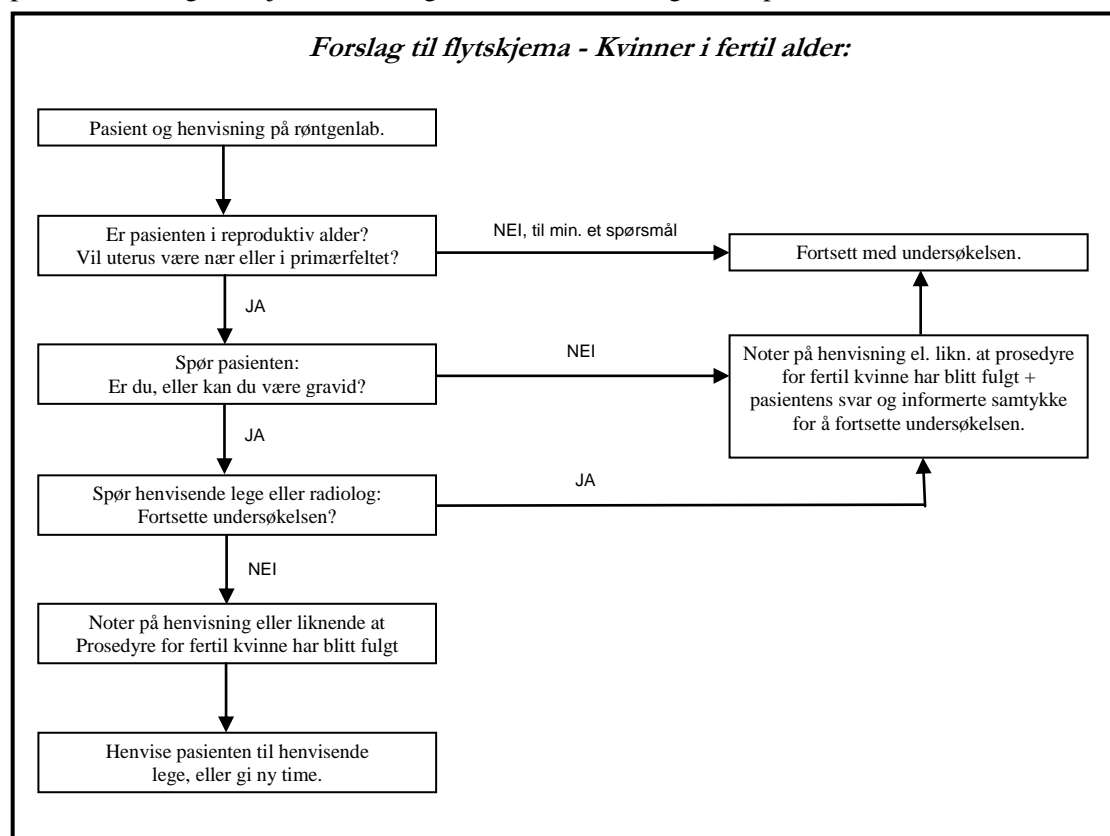 Forslag til flytskjema - Kvinner i fertil alder:
Pasient og henvisning på røntgenlab.
Er pasienten i reproduktiv alder?
Vil uterus være nær eller i primærfeltet?
NEI, til min. et spørsmål
Fortsett med undersøkelsen.
JA
Spør pasienten:
Er du, eller kan du være gravid?
NEI
Noter på henvisning el. likn. at prosedyre
for fertil kvinne har blitt fulgt +
pasientens svar og informerte samtykke
for å fortsette undersøkelsen.
JA
Spør henvisende lege eller radiolog:
Fortsette undersøkelsen?
JA
NEI
Noter på henvisning eller liknende at
Prosedyre for fertil kvinne har blitt fulgt
Henvise pasienten til henvisende
lege, eller gi ny time.